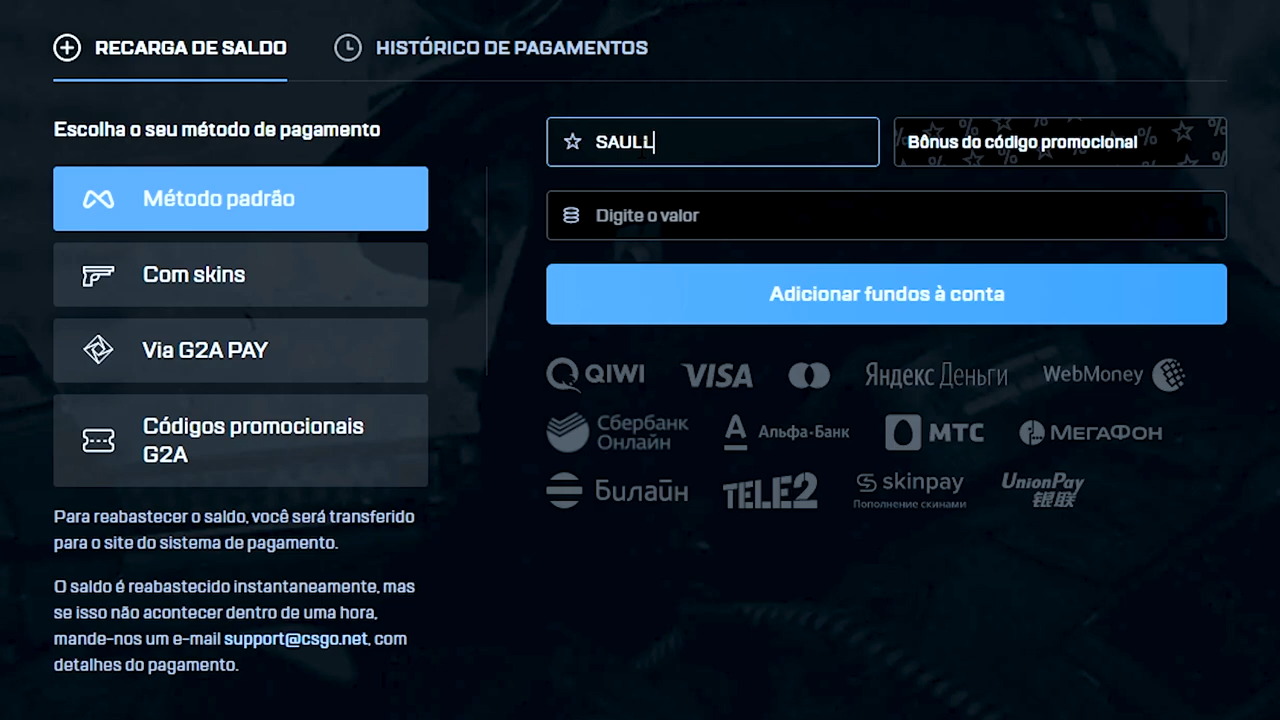 RECARGA DE SALDO
HISTÓRICO DE PAGAMENTOS
Escolha o seu método de pagamento
Método padrão
Com skins
Via G2A PAY
Códigos promocionais
G2A
Para reabastecer o saldo, você será transferido
para o site do sistema de pagamento.
O saldo é reabastecido instantaneamente, mas
se isso não acontecer dentro de uma hora,
mande-nos um e-mail support@csgo.net, com
detalhes do pagamento.
SAULL
Bônus do código promocional
Digite o valor
Adicionar fundos à conta
QIWI VISA Яндекс Деньги WebMoney
Сбербанк
Онлайн
А Альфа·Банк МТС МЕГАФОН
Билайн TELE2 skinpay
Пополнение скинами
UnionPay
银联